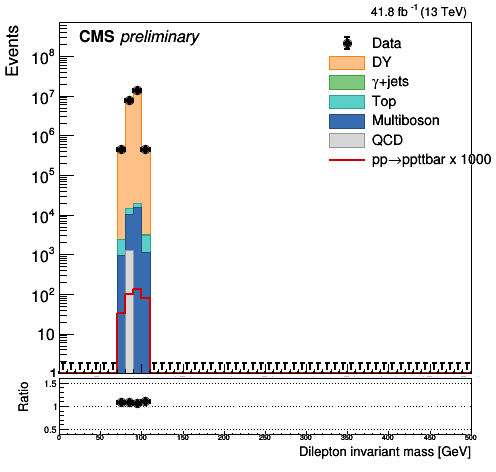 41.8 fb⁻¹ (13 TeV)
CMS preliminary
Events
Data
DY
γ+jets
Top
Multiboson
QCD
pp→ppttbar x 1000
10⁸
10⁷
10⁶
10⁵
10⁴
10³
10²
10
1
Ratio
1.5
1
0.5
0 50 100 150 200 250 300 350 400 450 500
Dilepton invariant mass [GeV]